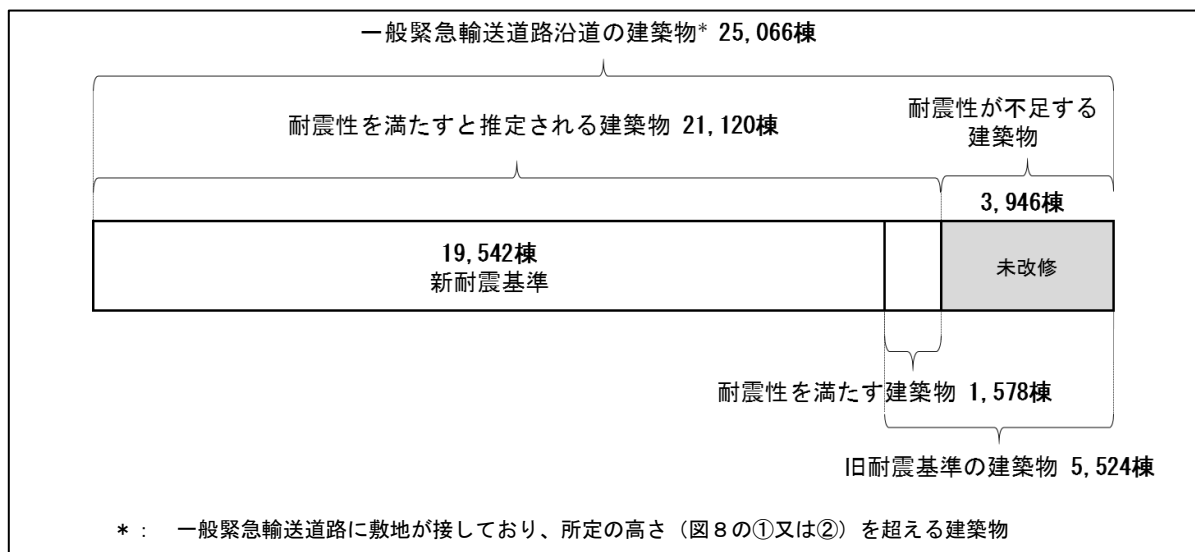 一般緊急輸送道路沿道の建築物* 25,066棟
耐震性を満たすと推定される建築物 21,120棟
耐震性が不足する
建築物
3,946棟
19,542棟
新耐震基準
未改修
耐震性を満たす建築物 1,578棟
旧耐震基準の建築物 5,524棟
*： 一般緊急輸送道路に敷地が接しており、所定の高さ（図８の①又は②）を超える建築物